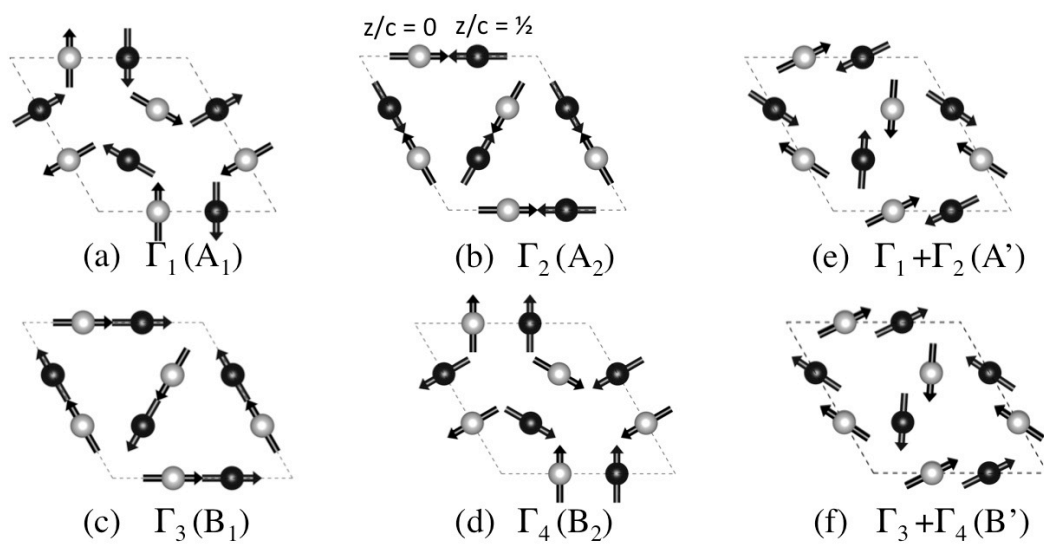 z/c = 0 z/c = ½
(a) Γ₁(A₁)
(b) Γ₂(A₂)
(e) Γ₁+Γ₂(A’)
(c) Γ₃(B₁)
(d) Γ₄(B₂)
(f) Γ₃+Γ₄(B’)